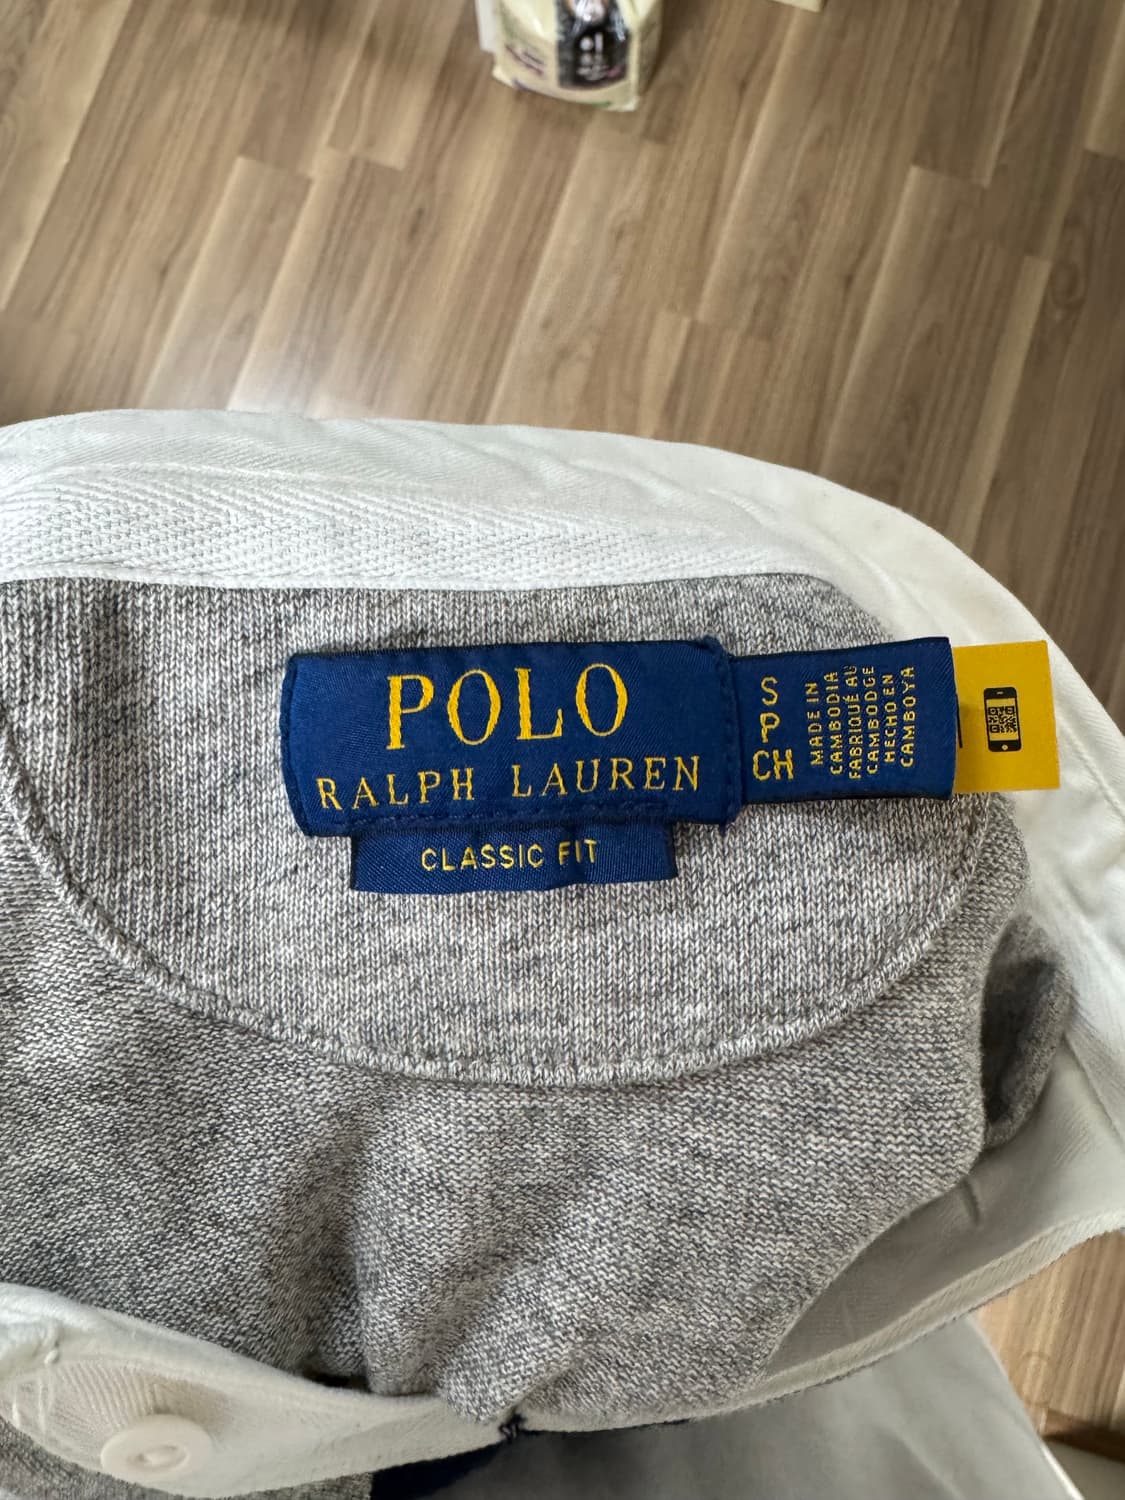 POLO
RALPH LAUREN
CLASSIC FIT
S
P
CH
MADE IN
CAMBODIA
FABRIQUÉ AU
CAMBODGE
HECHO EN
CAMBOYA